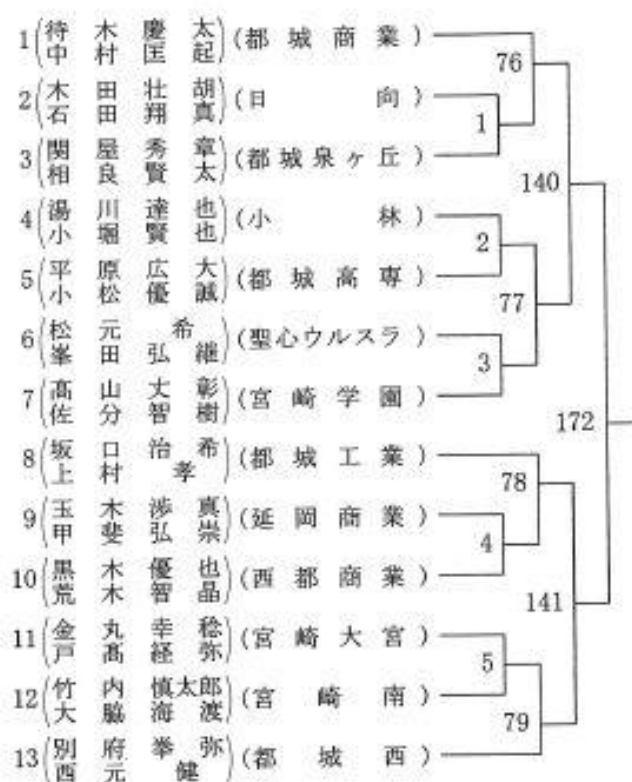 1 待木慶太 (都城商業)
中村匡起
76
2 木田壮胡 (日向)
石田翔真
1
3 関屋秀章 (都城泉ヶ丘)
相良賢太
140
4 湯川達也 (小林)
小堀賢也
2
5 平原広大 (都城高専)
小松優誠
77
6 松元希 (聖心ウルスラ)
峯田弘継
3
7 髙山丈彰 (宮崎学園)
佐分智樹
172
8 坂口治希 (都城工業)
上村孝
78
9 玉木渉真 (延岡商業)
甲斐弘崇
4
10 黒木優也 (西都商業)
荒木智晶
141
11 金丸幸稔 (宮崎大宮)
戸髙経弥
5
12 竹内慎太郎 (宮崎南)
大脇海渡
79
13 別府拳弥 (都城西)
西元健